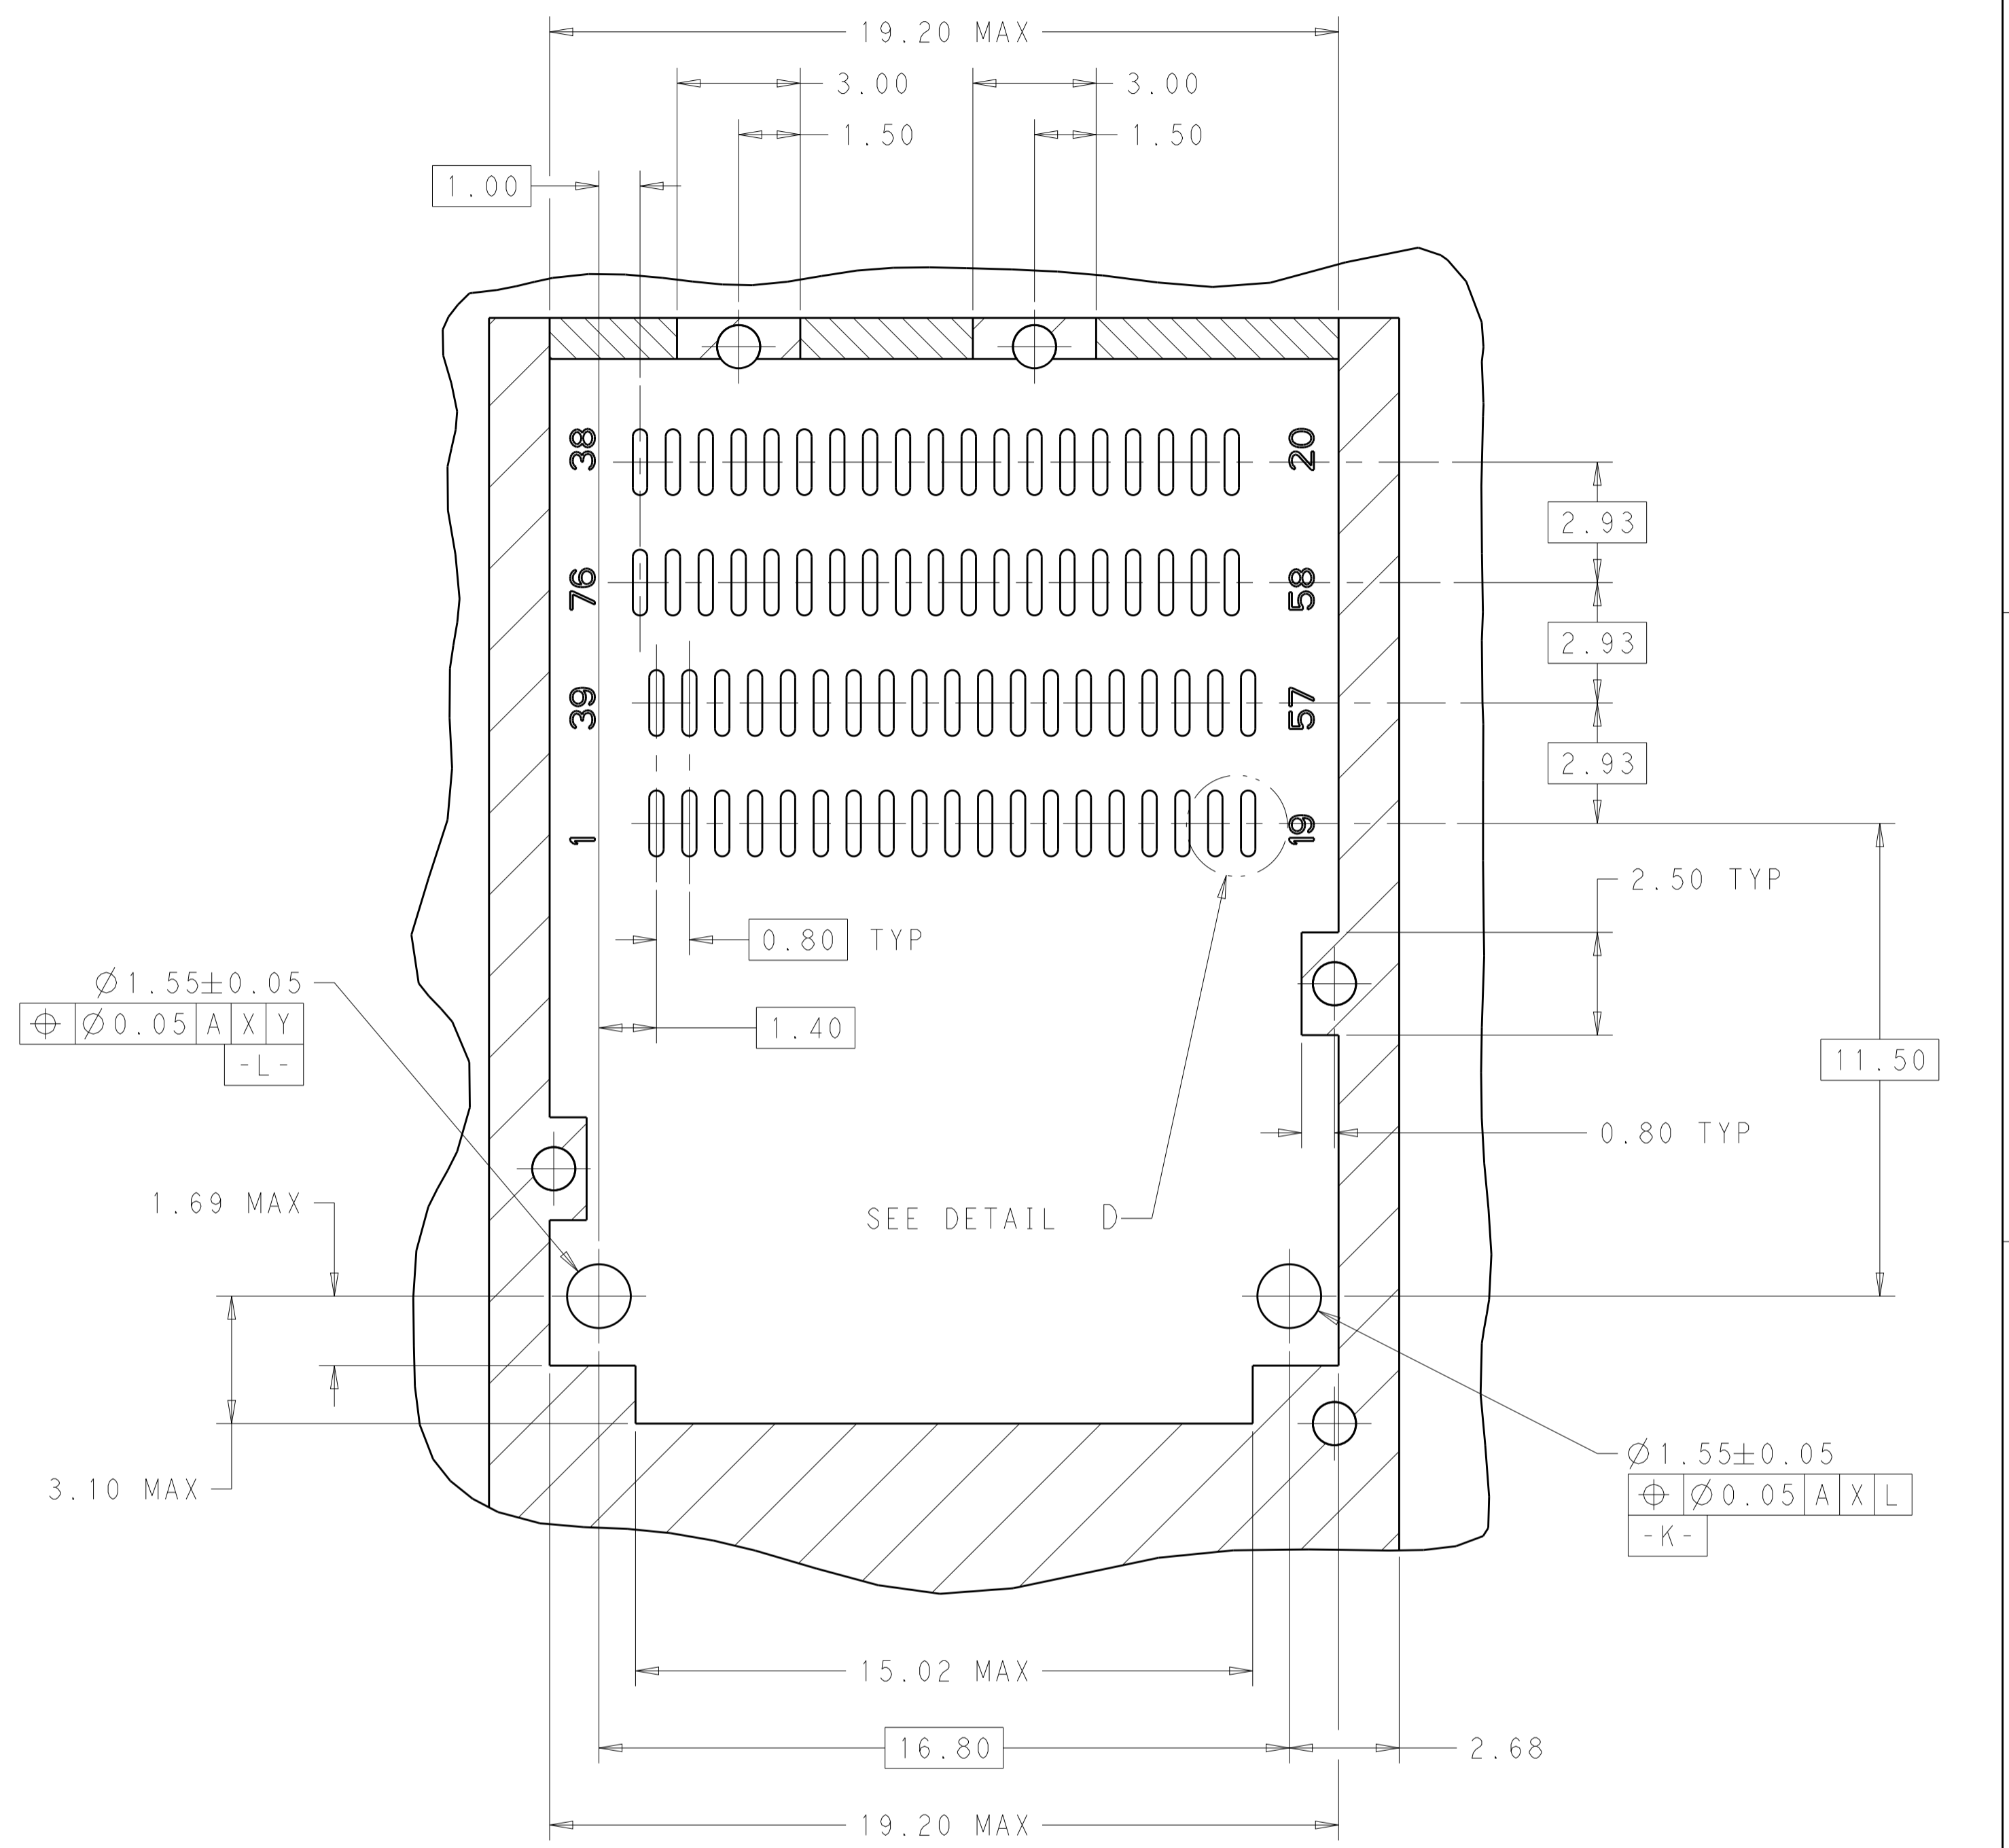 19.20 MAX
3.00 3.00
1.50 1.50
1.00
38 20
2.93
76 58
2.93
39 57
2.93
1 19
2.50 TYP
0.80 TYP
Ø1.55±0.05
⌖ Ø0.05 A X Y
-L-
1.40
11.50
0.80 TYP
1.69 MAX
SEE DETAIL D
Ø1.55±0.05
⌖ Ø0.05 A X L
-K-
3.10 MAX
15.02 MAX
16.80 2.68
19.20 MAX